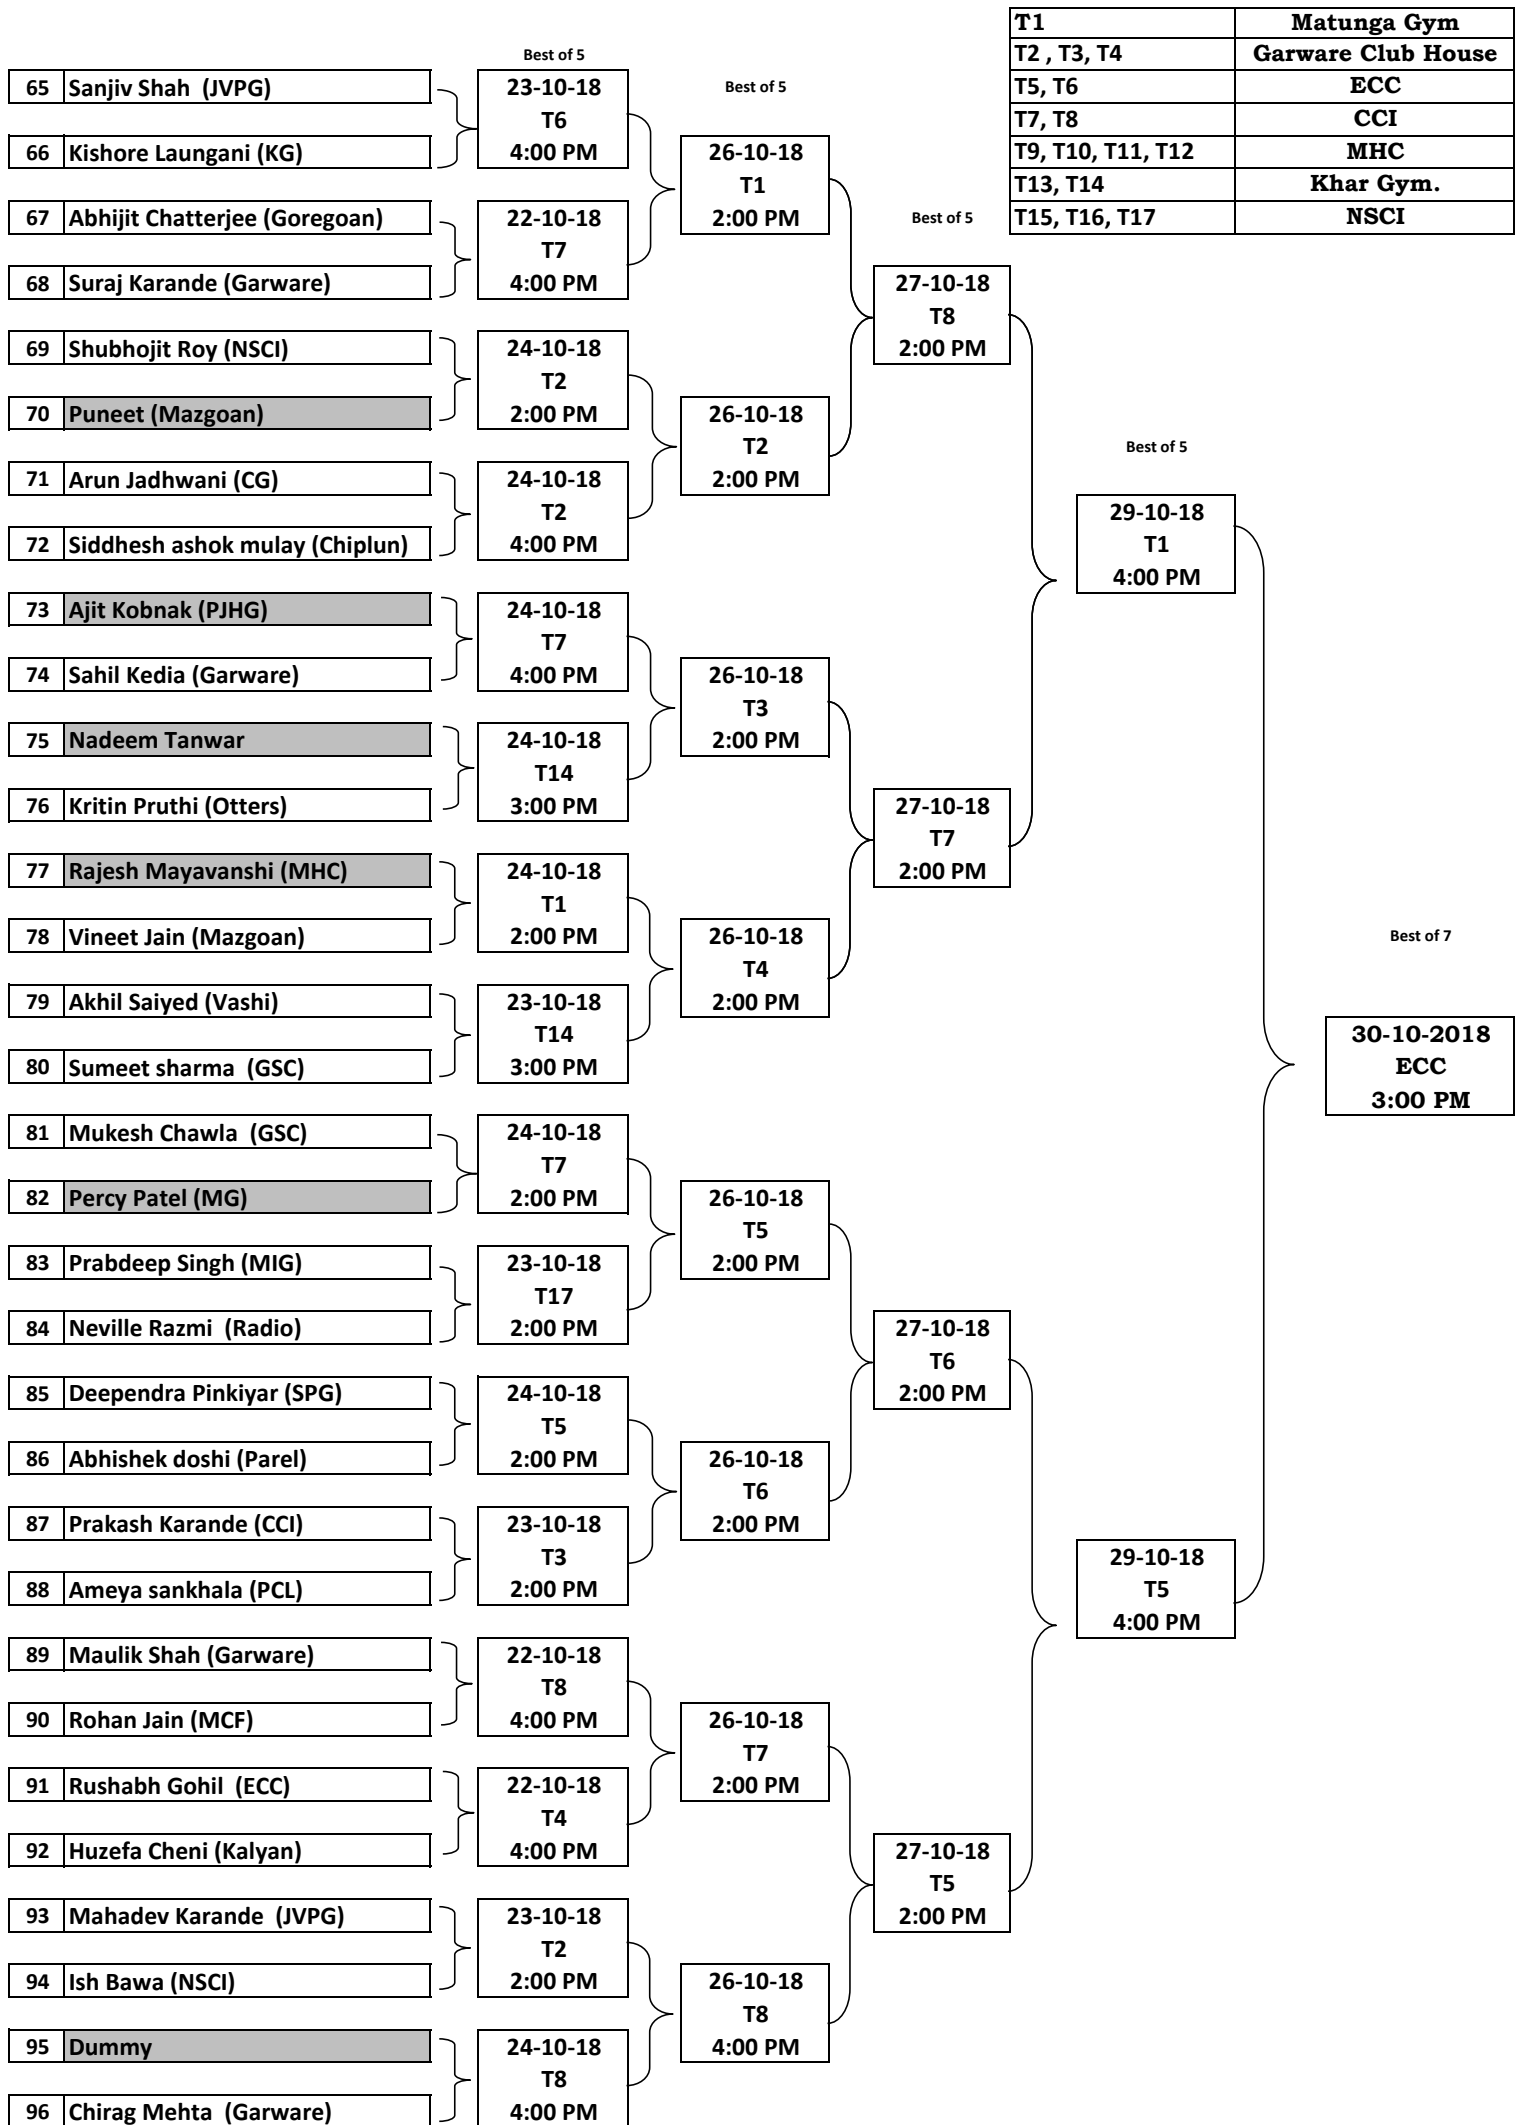 T1 Matunga Gym
T2 , T3, T4 Garware Club House
T5, T6 ECC
T7, T8 CCI
T9, T10, T11, T12 MHC
T13, T14 Khar Gym.
T15, T16, T17 NSCI
Best of 5
65 Sanjiv Shah (JVPG)
66 Kishore Laungani (KG)
67 Abhijit Chatterjee (Goregoan)
68 Suraj Karande (Garware)
69 Shubhojit Roy (NSCI)
70 Puneet (Mazgoan)
71 Arun Jadhwani (CG)
72 Siddhesh ashok mulay (Chiplun)
73 Ajit Kobnak (PJHG)
74 Sahil Kedia (Garware)
75 Nadeem Tanwar
76 Kritin Pruthi (Otters)
77 Rajesh Mayavanshi (MHC)
78 Vineet Jain (Mazgoan)
79 Akhil Saiyed (Vashi)
80 Sumeet sharma (GSC)
81 Mukesh Chawla (GSC)
82 Percy Patel (MG)
83 Prabdeep Singh (MIG)
84 Neville Razmi (Radio)
85 Deependra Pinkiyar (SPG)
86 Abhishek doshi (Parel)
87 Prakash Karande (CCI)
88 Ameya sankhala (PCL)
89 Maulik Shah (Garware)
90 Rohan Jain (MCF)
91 Rushabh Gohil (ECC)
92 Huzefa Cheni (Kalyan)
93 Mahadev Karande (JVPG)
94 Ish Bawa (NSCI)
95 Dummy
96 Chirag Mehta (Garware)
23-10-18
T6
4:00 PM
22-10-18
T7
4:00 PM
24-10-18
T2
2:00 PM
24-10-18
T2
4:00 PM
24-10-18
T7
4:00 PM
24-10-18
T14
3:00 PM
24-10-18
T1
2:00 PM
23-10-18
T14
3:00 PM
24-10-18
T7
2:00 PM
23-10-18
T17
2:00 PM
24-10-18
T5
2:00 PM
23-10-18
T3
2:00 PM
22-10-18
T8
4:00 PM
22-10-18
T4
4:00 PM
23-10-18
T2
2:00 PM
24-10-18
T8
4:00 PM
Best of 5
26-10-18
T1
2:00 PM
26-10-18
T2
2:00 PM
26-10-18
T3
2:00 PM
26-10-18
T4
2:00 PM
26-10-18
T5
2:00 PM
26-10-18
T6
2:00 PM
26-10-18
T7
2:00 PM
26-10-18
T8
4:00 PM
Best of 5
27-10-18
T8
2:00 PM
27-10-18
T7
2:00 PM
27-10-18
T6
2:00 PM
27-10-18
T5
2:00 PM
Best of 5
29-10-18
T1
4:00 PM
29-10-18
T5
4:00 PM
Best of 7
30-10-2018
ECC
3:00 PM